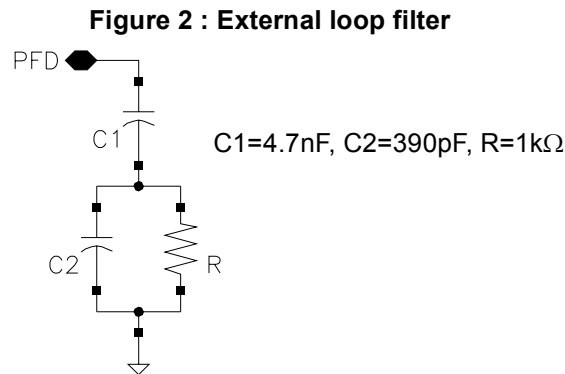 Figure 2 : External loop filter
PFD
C1
C1=4.7nF, C2=390pF, R=1kΩ
C2
R